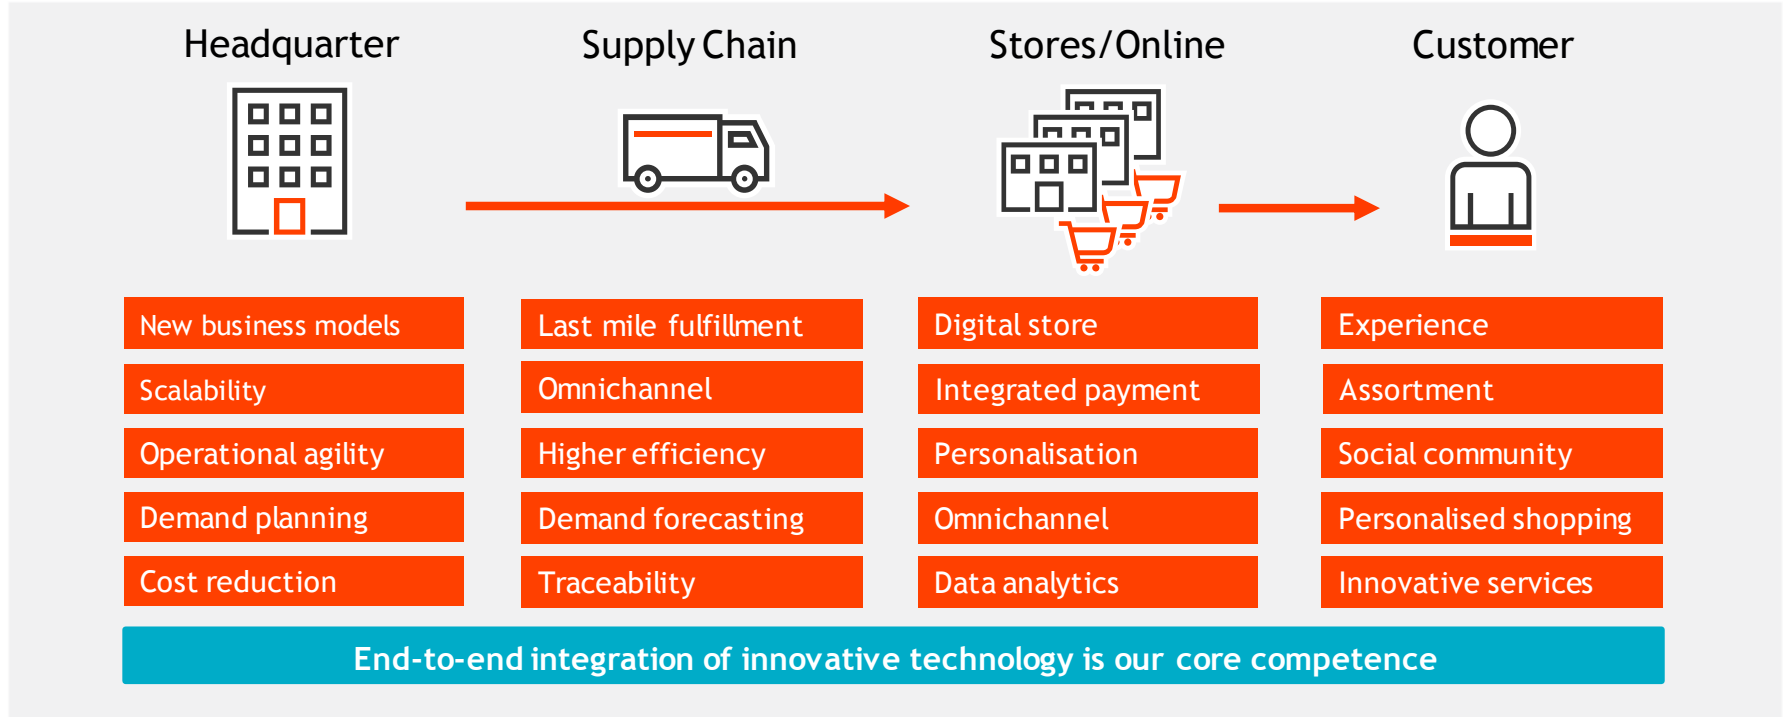 Headquarter
Supply Chain
Stores/Online
Customer
New business models
Scalability
Operational agility
Demand planning
Cost reduction
Last mile fulfillment
Omnichannel
Higher efficiency
Demand forecasting
Traceability
Digital store
Integrated payment
Personalisation
Omnichannel
Data analytics
Experience
Assortment
Social community
Personalised shopping
Innovative services
End-to-end integration of innovative technology is our core competence